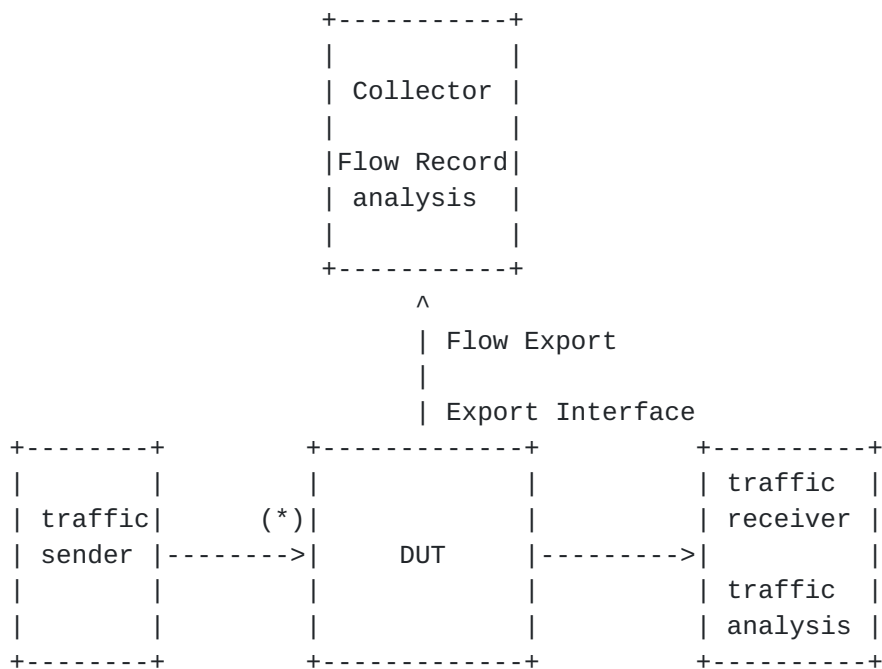 Collector
Flow Record
analysis
Flow Export
Export Interface
traffic
sender
(*)
DUT
traffic
receiver
traffic
analysis